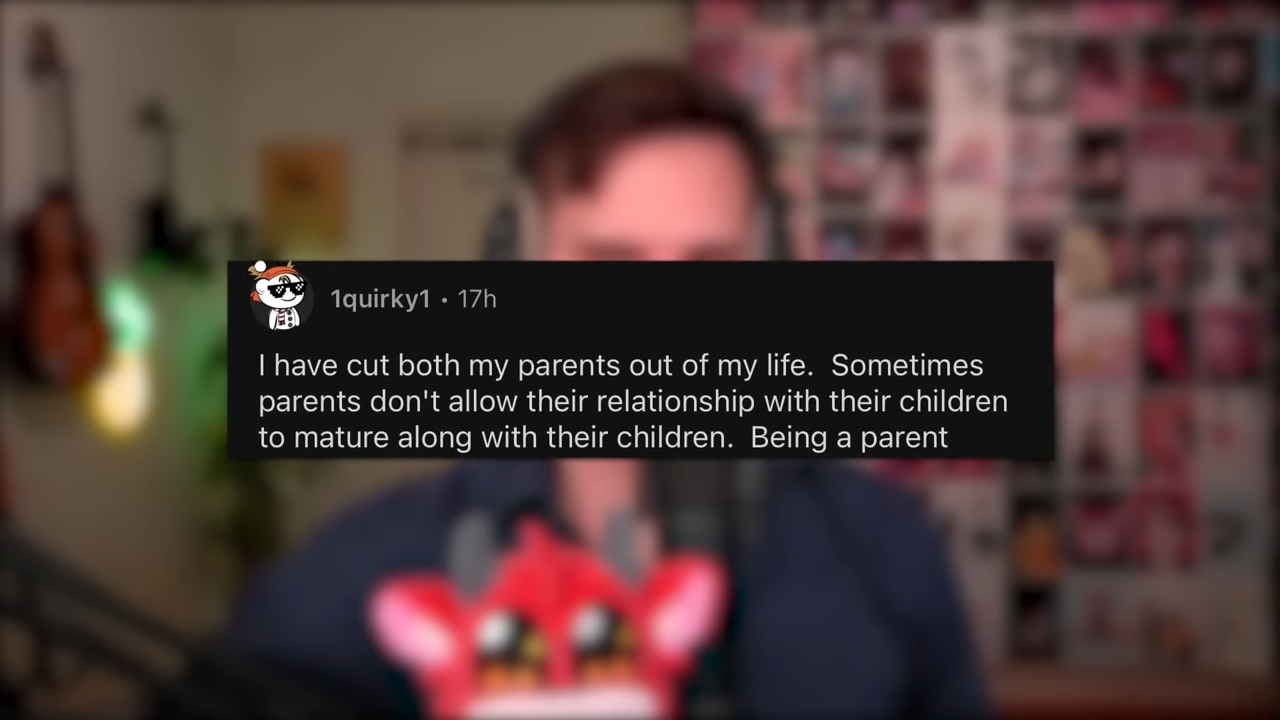 1quirky1 • 17h
I have cut both my parents out of my life.  Sometimes
parents don't allow their relationship with their children
to mature along with their children.  Being a parent